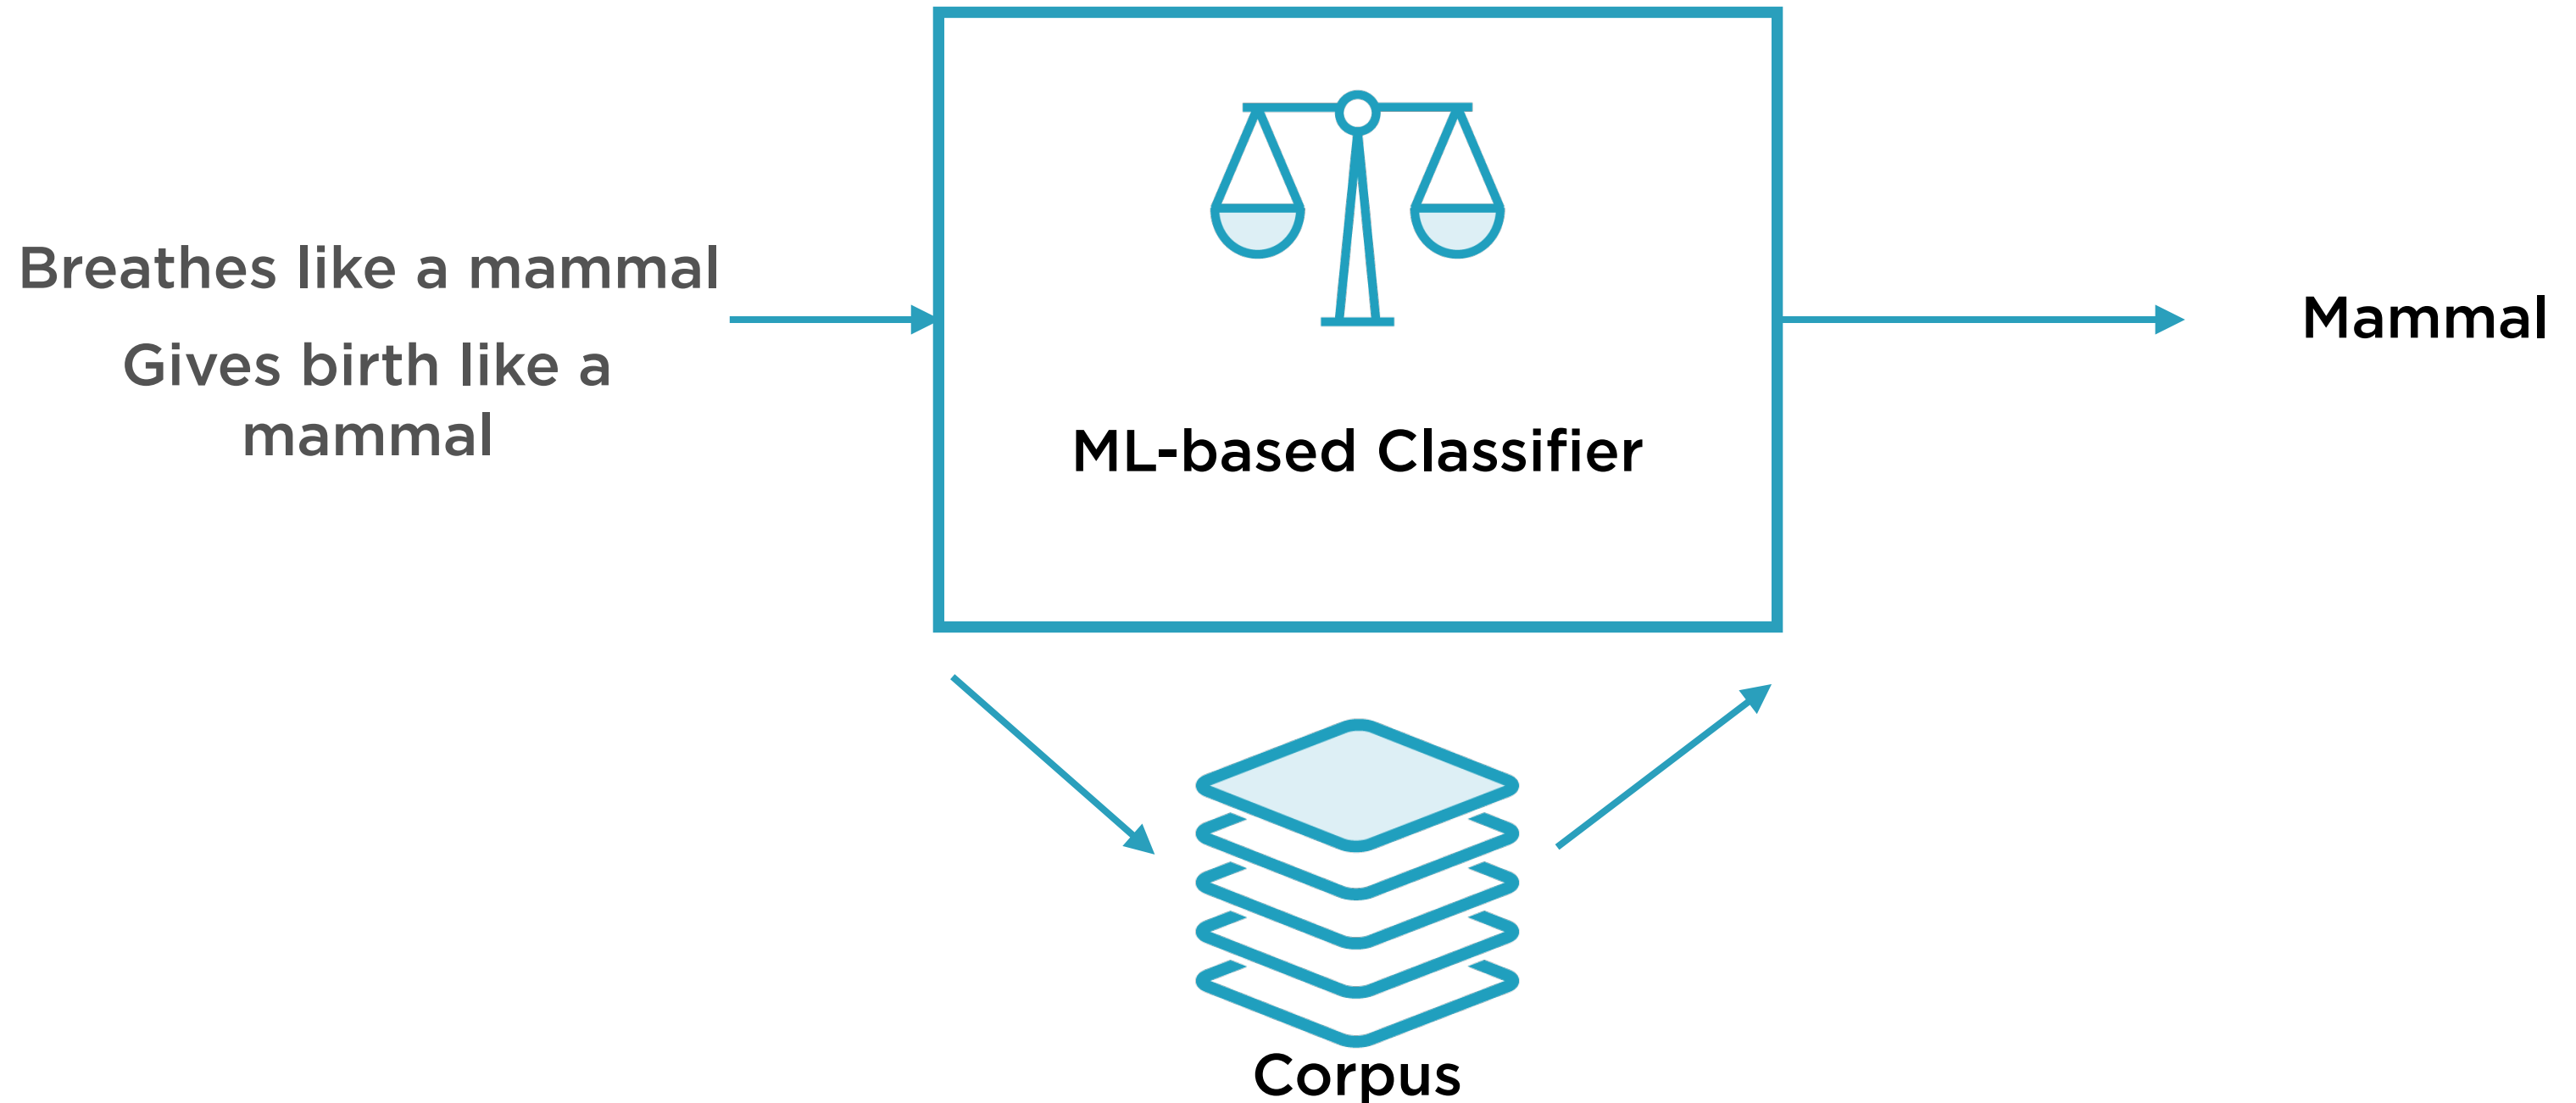 Breathes like a mammal
Gives birth like a
mammal
ML-based Classifier
Mammal
Corpus